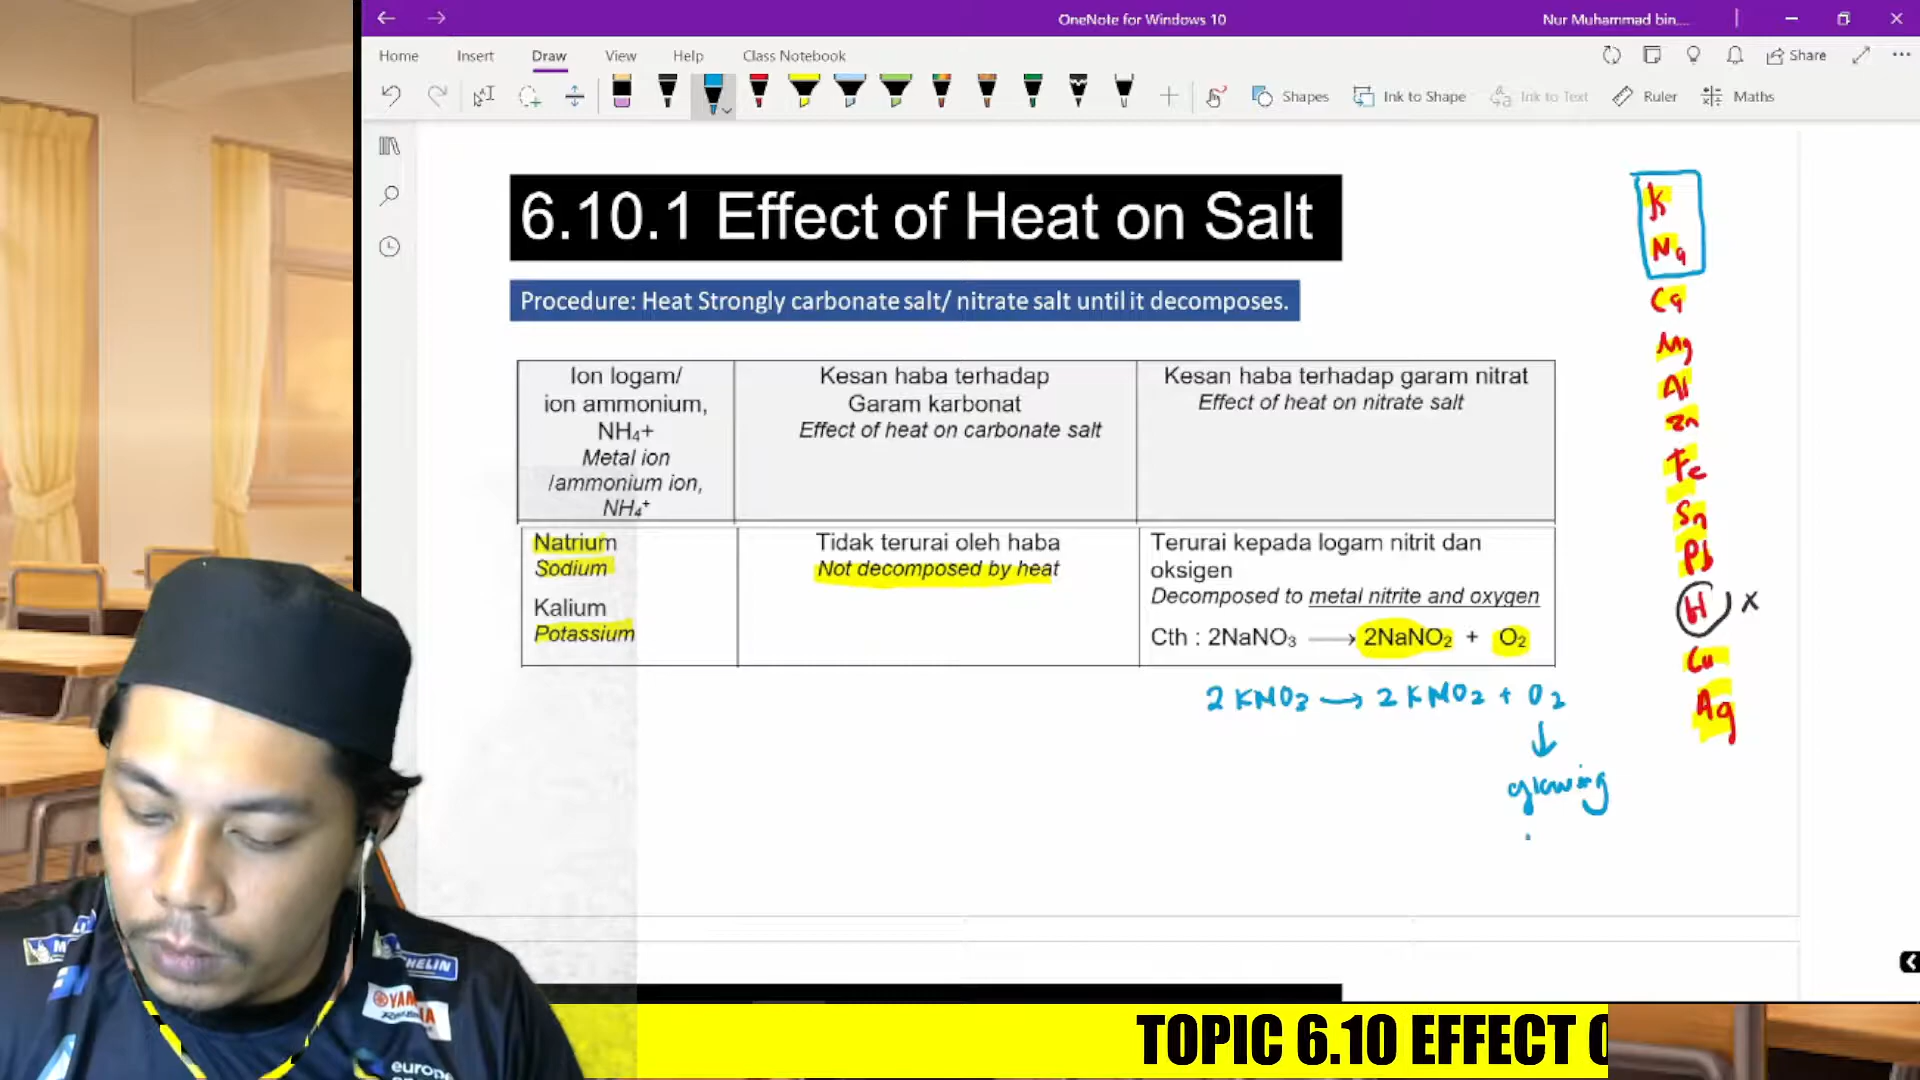 OneNote for Windows 10
Nur Muhammad bin....
Home Insert Draw View Help Class Notebook
Share
Shapes Ink to Shape Ink to Text Ruler Maths
6.10.1 Effect of Heat on Salt
Procedure: Heat Strongly carbonate salt/ nitrate salt until it decomposes.
Ion logam/
ion ammonium,
NH₄+
Metal ion
/ammonium ion,
NH₄⁺
Kesan haba terhadap
Garam karbonat
Effect of heat on carbonate salt
Kesan haba terhadap garam nitrat
Effect of heat on nitrate salt
Natrium
Sodium
Kalium
Potassium
Tidak terurai oleh haba
Not decomposed by heat
Terurai kepada logam nitrit dan
oksigen
Decomposed to metal nitrite and oxygen
Cth : 2NaNO₃ ⟶ 2NaNO₂ + O₂
2 KNO₃ → 2 KNO₂ + O₂
↓
glowing
K
Na
Ca
Mg
Al
Zn
Fe
Sn
Pb
H x
Cu
Ag
HELIN
YAM
europ
TOPIC 6.10 EFFECT